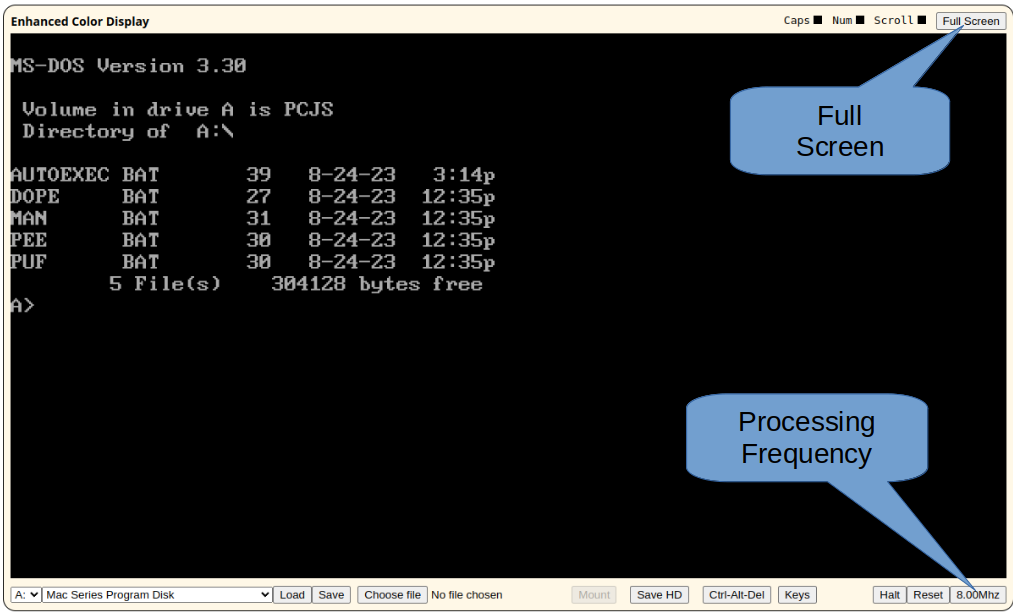 Enhanced Color Display Caps Num Scroll Full Screen
MS-DOS Version 3.30
Volume in drive A is PCJS
Directory of A:\
AUTOEXEC BAT 39 8-24-23 3:14p
DOPE BAT 27 8-24-23 12:35p
MAN BAT 31 8-24-23 12:35p
PEE BAT 30 8-24-23 12:35p
PUF BAT 30 8-24-23 12:35p
5 File(s) 304128 bytes free
A>
Full
Screen
Processing
Frequency
A: Mac Series Program Disk Load Save Choose file No file chosen Mount Save HD Ctrl-Alt-Del Keys Halt Reset 8.00Mhz